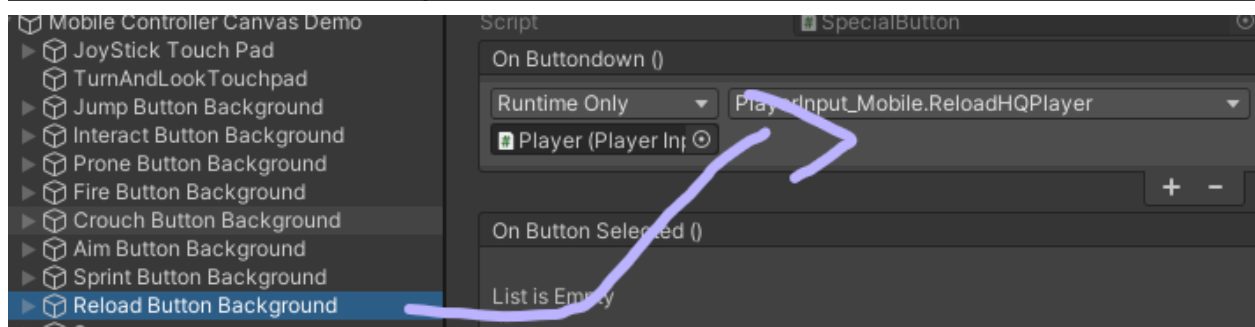 Mobile Controller Canvas Demo
JoyStick Touch Pad
TurnAndLookTouchpad
Jump Button Background
Interact Button Background
Prone Button Background
Fire Button Background
Crouch Button Background
Aim Button Background
Sprint Button Background
Reload Button Background
Script
# SpecialButton
On Buttondown ()
Runtime Only
PlayerInput_Mobile.ReloadHQPlayer
# Player (Player Inp
+ -
On Button Selected ()
List is Empty